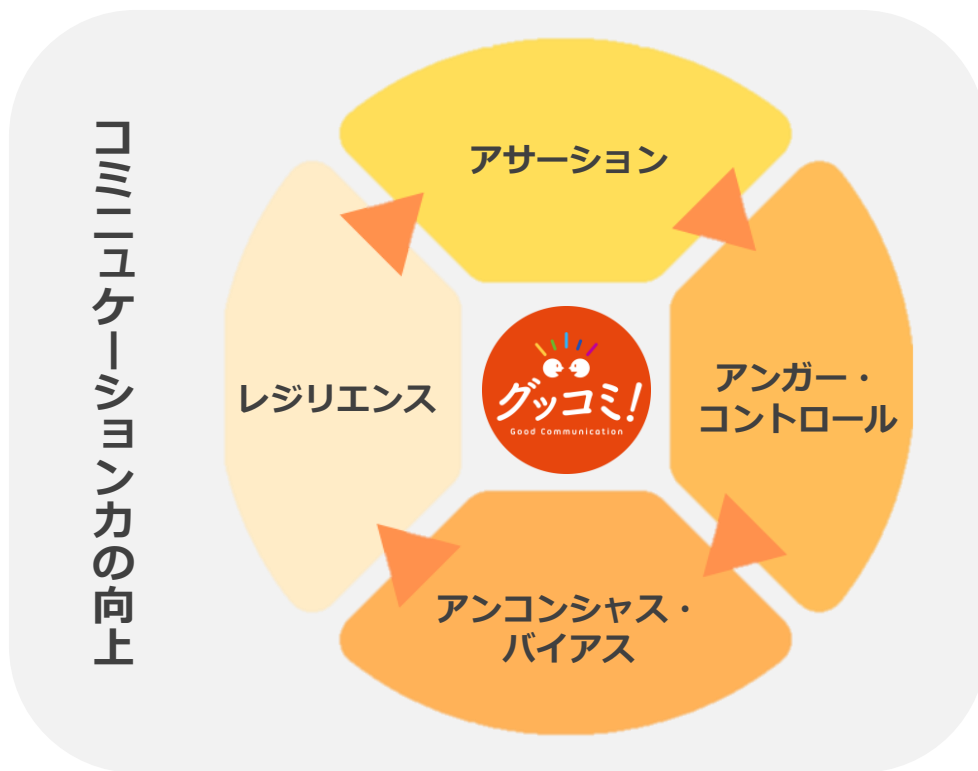 コミニュケーション力の向上
アサーション
アンガー・
コントロール
アンコンシャス・
バイアス
レジリエンス
グッコミ!
Good Communication